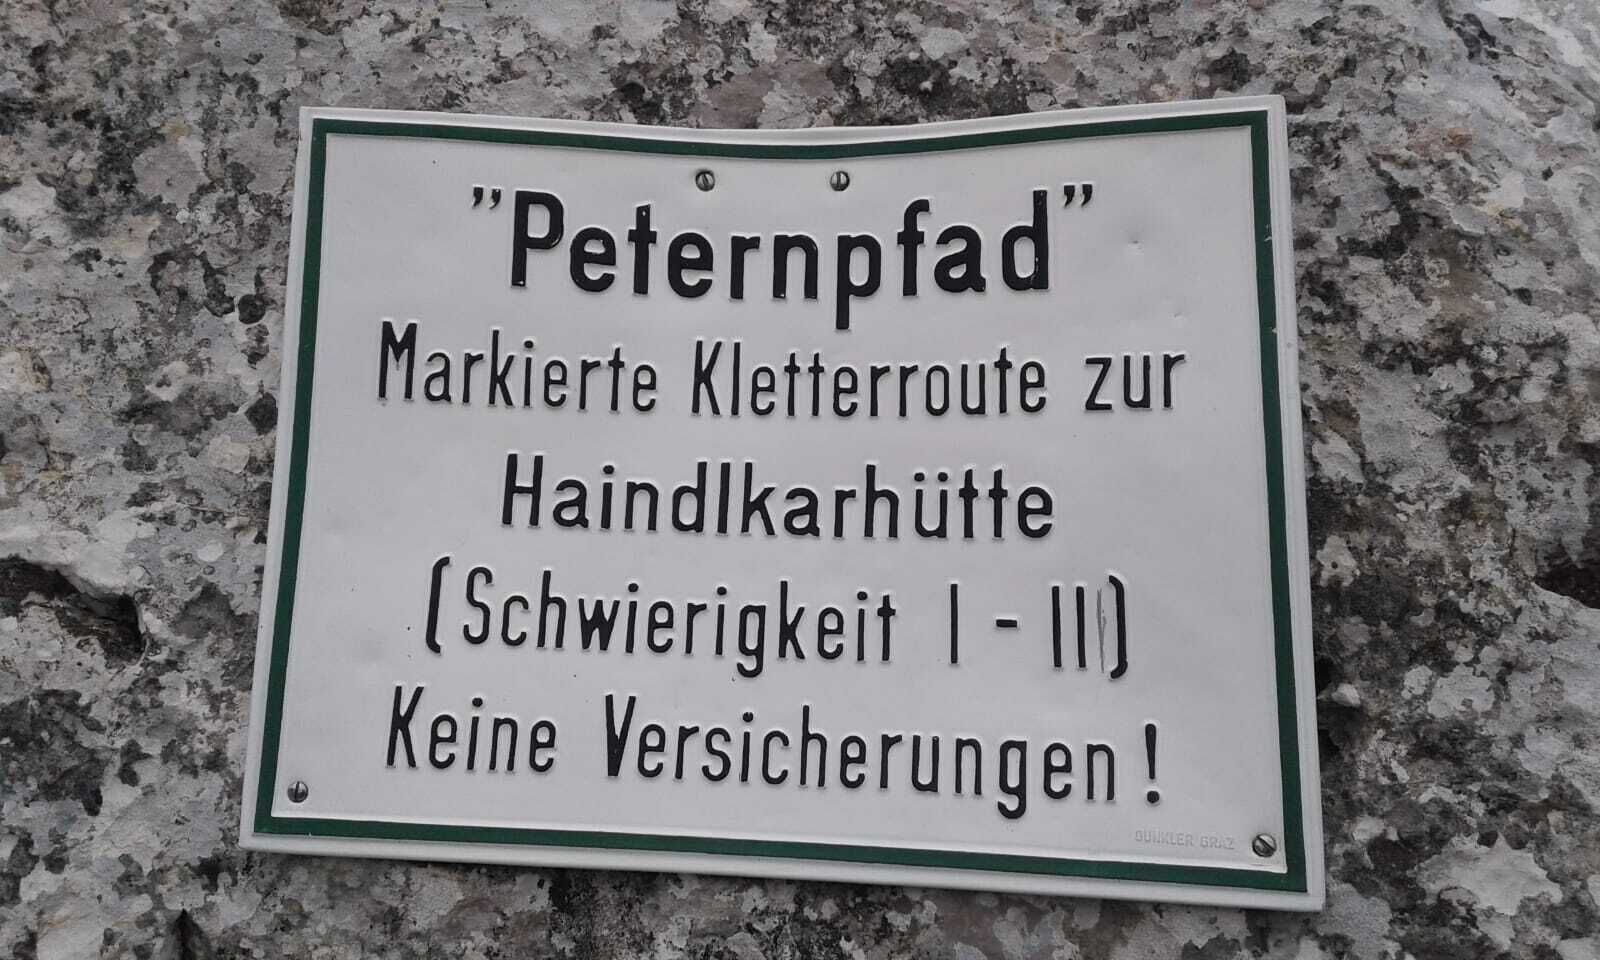 "Peternpfad"
Markierte Kletterroute zur
Haindlkarhütte
(Schwierigkeit I - II)
Keine Versicherungen!
DUNKLER GRAZ